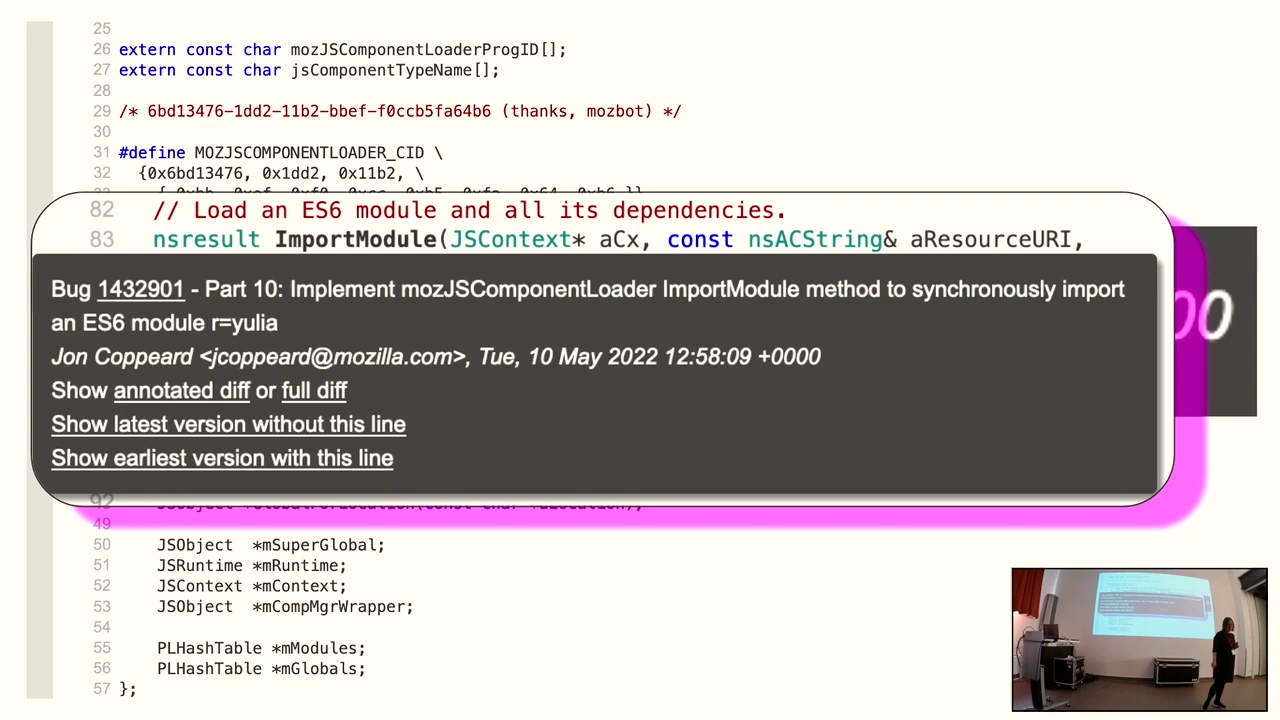 25
26 extern const char mozJSComponentLoaderProgID[];
27 extern const char jsComponentTypeName[];
28
29 /* 6bd13476-1dd2-11b2-bbef-f0ccb5fa64b6 (thanks, mozbot) */
30
31 #define MOZJSCOMPONENTLOADER_CID \
32 {0x6bd13476, 0x1dd2, 0x11b2, \
82 // Load an ES6 module and all its dependencies.
83 nsresult ImportModule(JSContext* aCx, const nsACString& aResourceURI,
Bug 1432901 - Part 10: Implement mozJSComponentLoader ImportModule method to synchronously import
an ES6 module r=yulia
Jon Coppeard <jcoppeard@mozilla.com>, Tue, 10 May 2022 12:58:09 +0000
Show annotated diff or full diff
Show latest version without this line
Show earliest version with this line
92
49
50 JSObject *mSuperGlobal;
51 JSRuntime *mRuntime;
52 JSContext *mContext;
53 JSObject *mCompMgrWrapper;
54
55 PLHashTable *mModules;
56 PLHashTable *mGlobals;
57 };